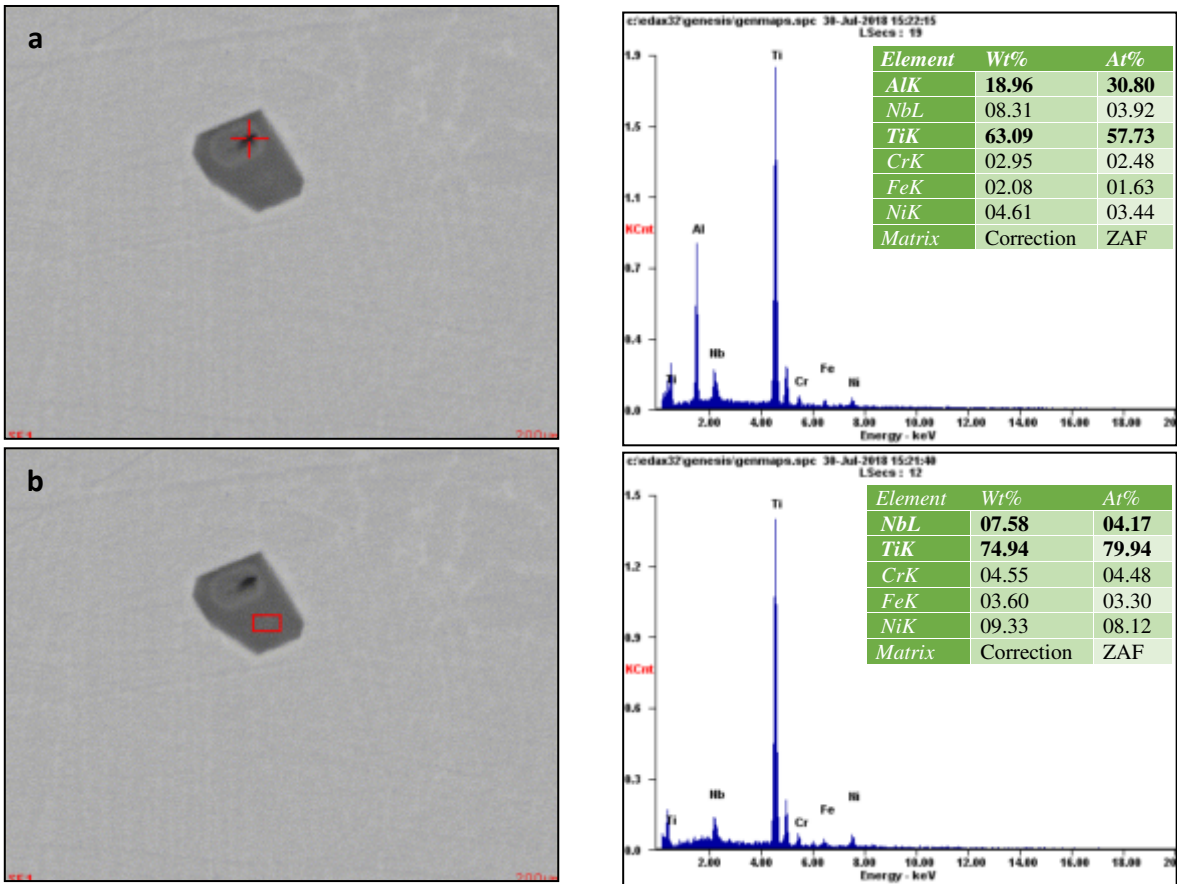 a
SE1
200µm
c:\edax32\genesis\genmaps.spc 30-Jul-2018 15:22:15
LSecs : 19
1.9
1.5
1.1
KCnt
0.7
0.4
0.0
Ti
Al
Nb
Ti
Cr
Fe
Ni
2.00 4.00 6.00 8.00 10.00 12.00 14.00 16.00 18.00 20
Energy - keV
Element Wt% At%
AlK 18.96 30.80
NbL 08.31 03.92
TiK 63.09 57.73
CrK 02.95 02.48
FeK 02.08 01.63
NiK 04.61 03.44
Matrix Correction ZAF
b
c:\edax32\genesis\genmaps.spc 30-Jul-2018 15:21:40
LSecs : 12
1.5
1.2
0.9
KCnt
0.6
0.3
0.0
Ti
Nb
Ti
Cr
Fe
Ni
2.00 4.00 6.00 8.00 10.00 12.00 14.00 16.00 18.00 20
Energy - keV
Element Wt% At%
NbL 07.58 04.17
TiK 74.94 79.94
CrK 04.55 04.48
FeK 03.60 03.30
NiK 09.33 08.12
Matrix Correction ZAF